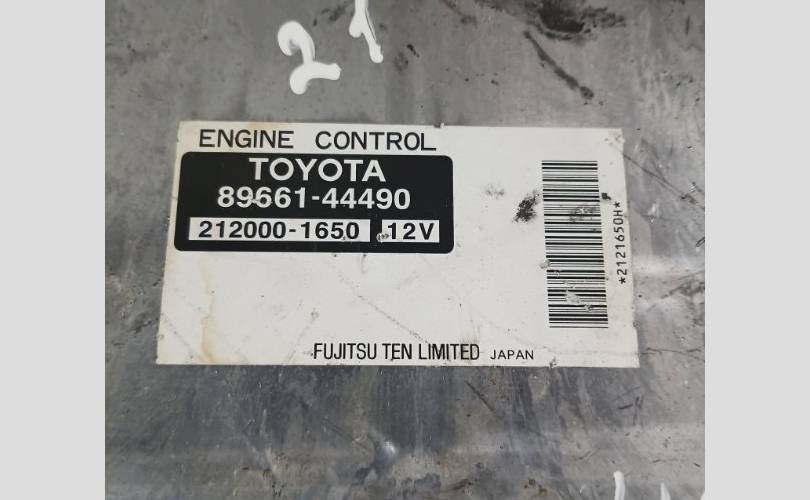 21
ENGINE CONTROL
TOYOTA
89661-44490
212000-1650 12V
*2121650H*
FUJITSU TEN LIMITED JAPAN